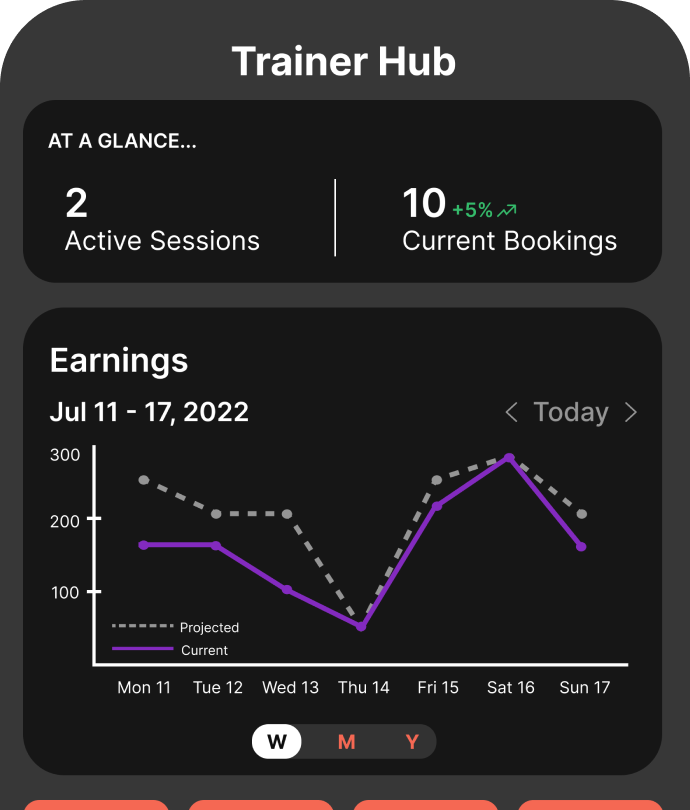 Trainer Hub
AT A GLANCE...
2
Active Sessions
10 +5%
Current Bookings
Earnings
Jul 11 - 17, 2022
Today
300
200
100
Projected
Current
Mon 11 Tue 12 Wed 13 Thu 14 Fri 15 Sat 16 Sun 17
W M Y